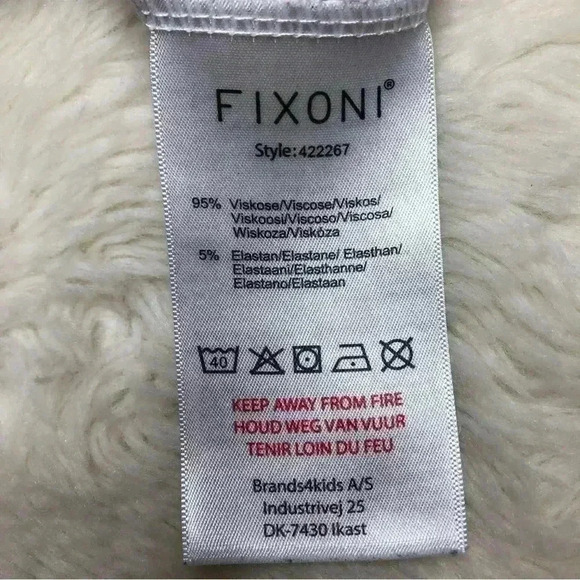 FIXONI®
Style: 422267
95% Viskose/Viscose/Viskos/
Viskoosi/Viscoso/Viscosa/
Wiskoza/Viskóza
5% Elastan/Elastane/ Elasthan/
Elastaani/Elasthanne/
Elastano/Elastaan
40
KEEP AWAY FROM FIRE
HOUD WEG VAN VUUR
TENIR LOIN DU FEU
Brands4kids A/S
Industrivej 25
DK-7430 Ikast